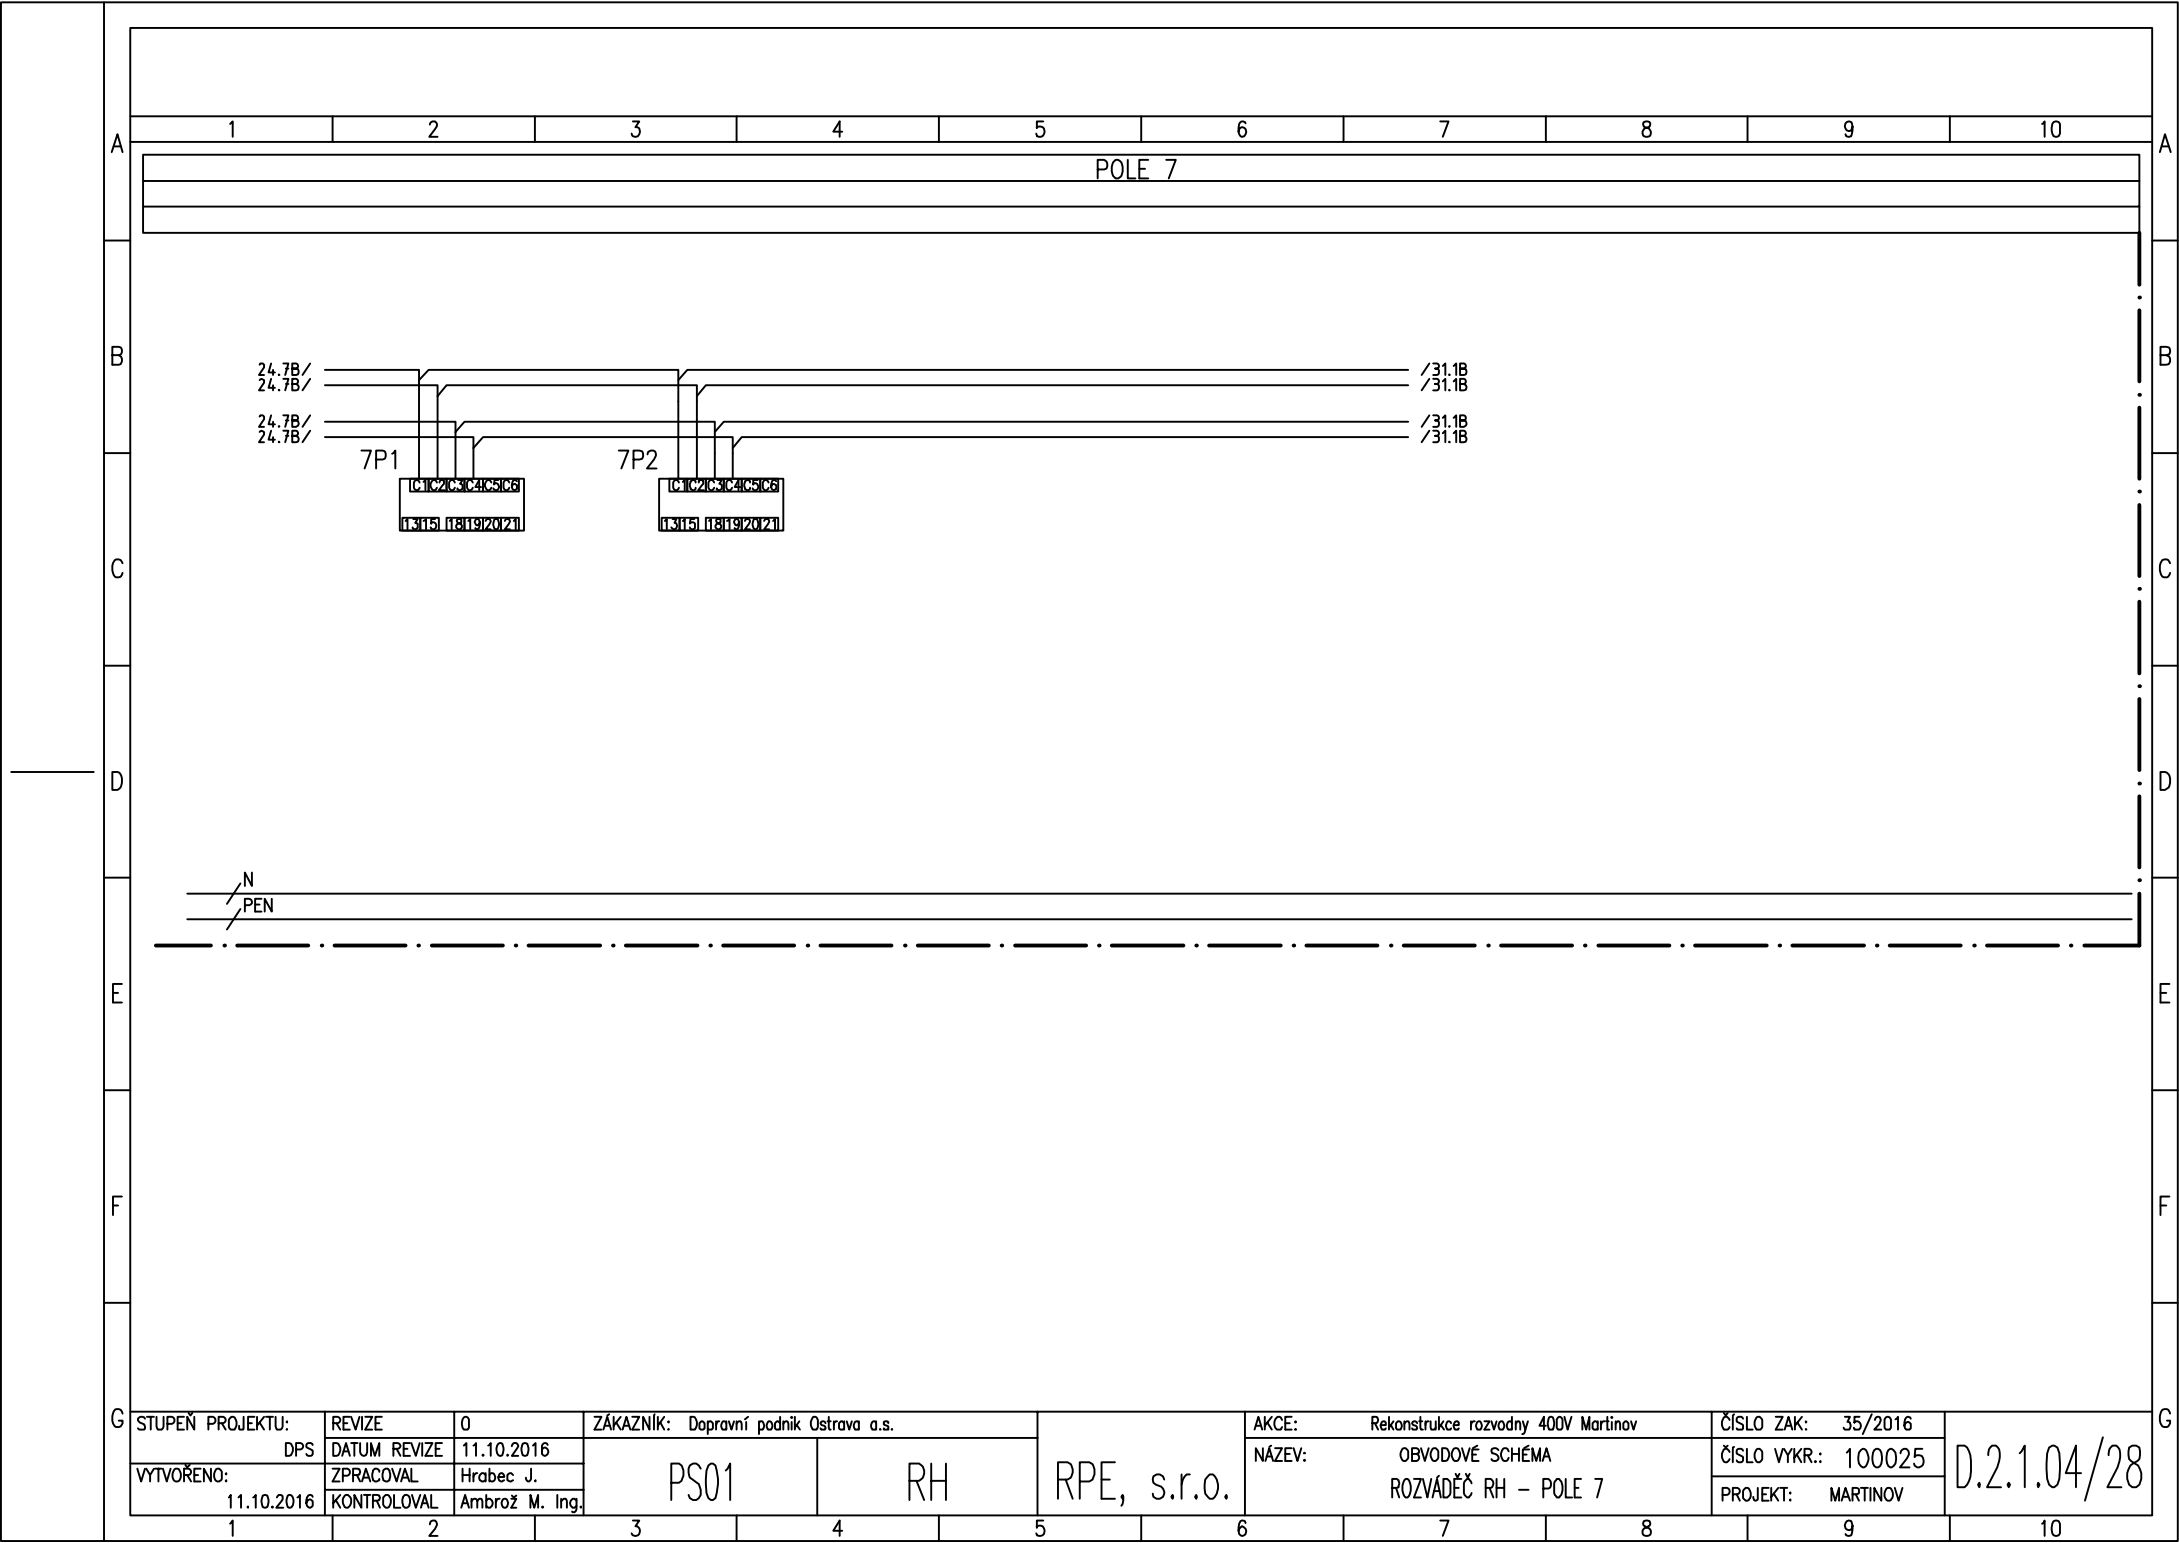 1 2 3 4 5 6 7 8 9 10
A A
POLE 7
B B
24.7B/ /31.1B
24.7B/ /31.1B
24.7B/ /31.1B
24.7B/ /31.1B
7P1 7P2
C1 C2 C3 C4 C5 C6 C1 C2 C3 C4 C5 C6
13 15 18 19 20 21 13 15 18 19 20 21
C C
D D
N
PEN
E E
F F
G G
STUPEŇ PROJEKTU: DPS
VYTVOŘENO: 11.10.2016
REVIZE 0
DATUM REVIZE 11.10.2016
ZPRACOVAL Hrabec J.
KONTROLOVAL Ambrož M. Ing.
ZÁKAZNÍK: Dopravní podnik Ostrava a.s.
PS01 RH
RPE, s.r.o.
AKCE: Rekonstrukce rozvodny 400V Martinov
NÁZEV: OBVODOVÉ SCHÉMA
ROZVÁDĚČ RH – POLE 7
ČÍSLO ZAK: 35/2016
ČÍSLO VYKR.: 100025
PROJEKT: MARTINOV
D.2.1.04/28
1 2 3 4 5 6 7 8 9 10